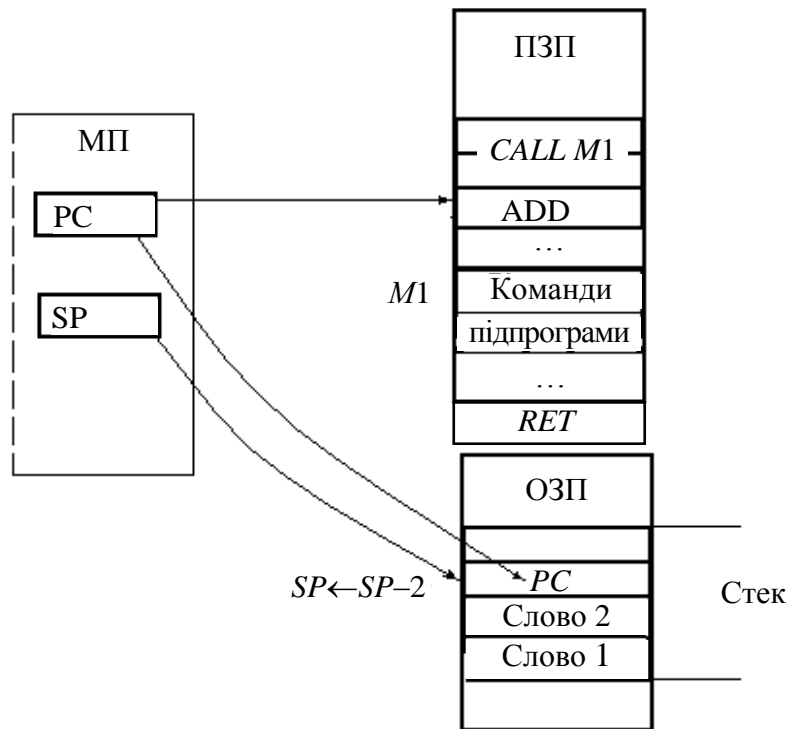 ПЗП
МП
CALL M1
PC
ADD
…
M1
Команди
SP
підпрограми
…
RET
ОЗП
SP←SP–2
PC
Стек
Слово 2
Слово 1